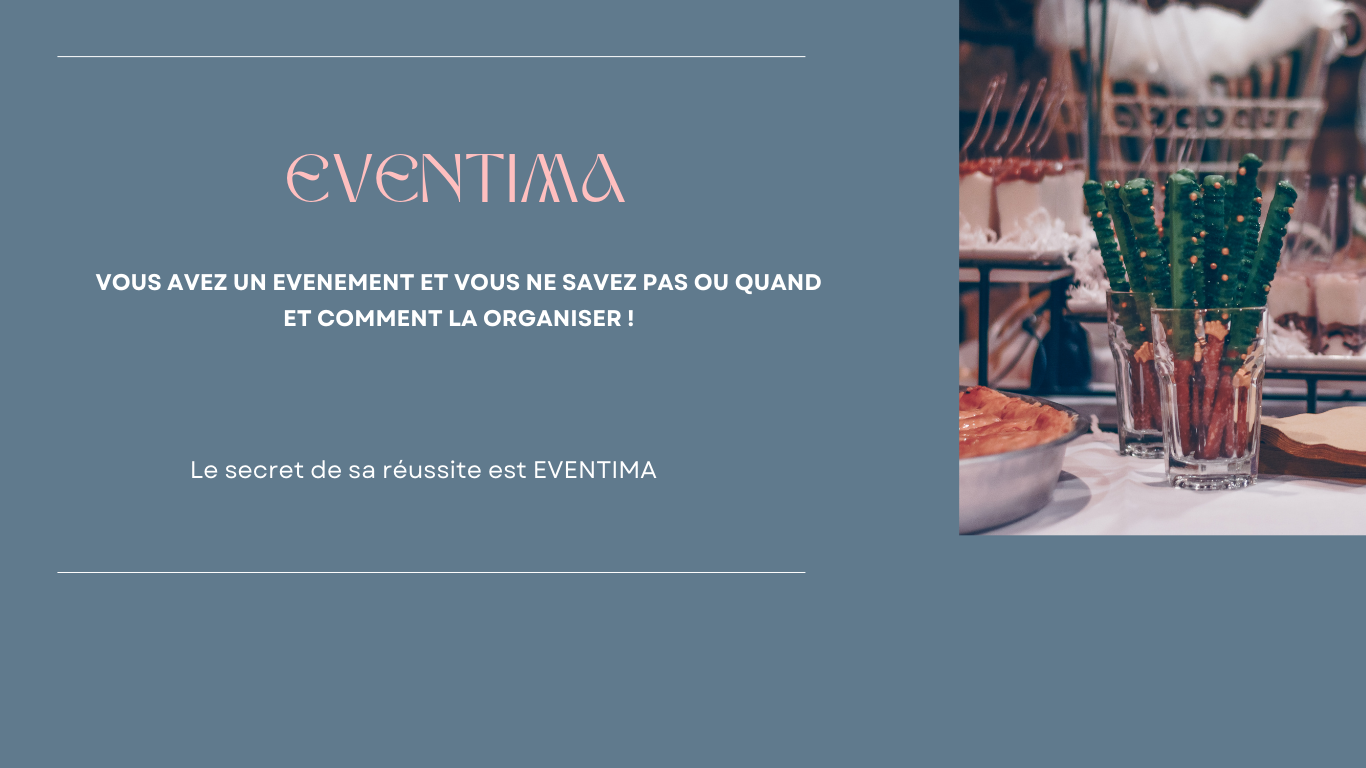 EVENTIMA
VOUS AVEZ UN EVENEMENT ET VOUS NE SAVEZ PAS OU QUAND
ET COMMENT LA ORGANISER !
Le secret de sa réussite est EVENTIMA